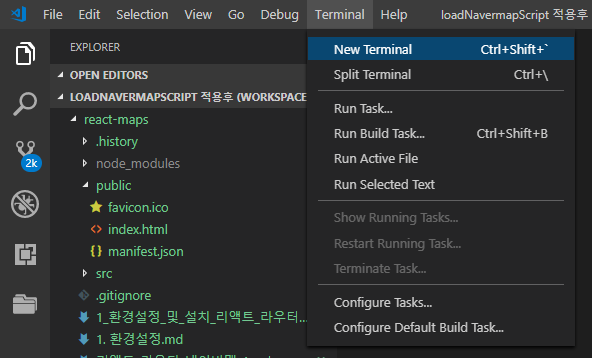 File Edit Selection View Go Debug Terminal Help loadNavermapScript 적용후
EXPLORER
OPEN EDITORS
LOADNAVERMAPSCRIPT 적용후 (WORKSPACE
react-maps
.history
node_modules
public
favicon.ico
index.html
manifest.json
src
.gitignore
1_환경설정_및_설치_리액트_라우터...
1. 환경설정.md
2k
New Terminal Ctrl+Shift+`
Split Terminal Ctrl+\
Run Task...
Run Build Task... Ctrl+Shift+B
Run Active File
Run Selected Text
Show Running Tasks...
Restart Running Task...
Terminate Task...
Configure Tasks...
Configure Default Build Task...